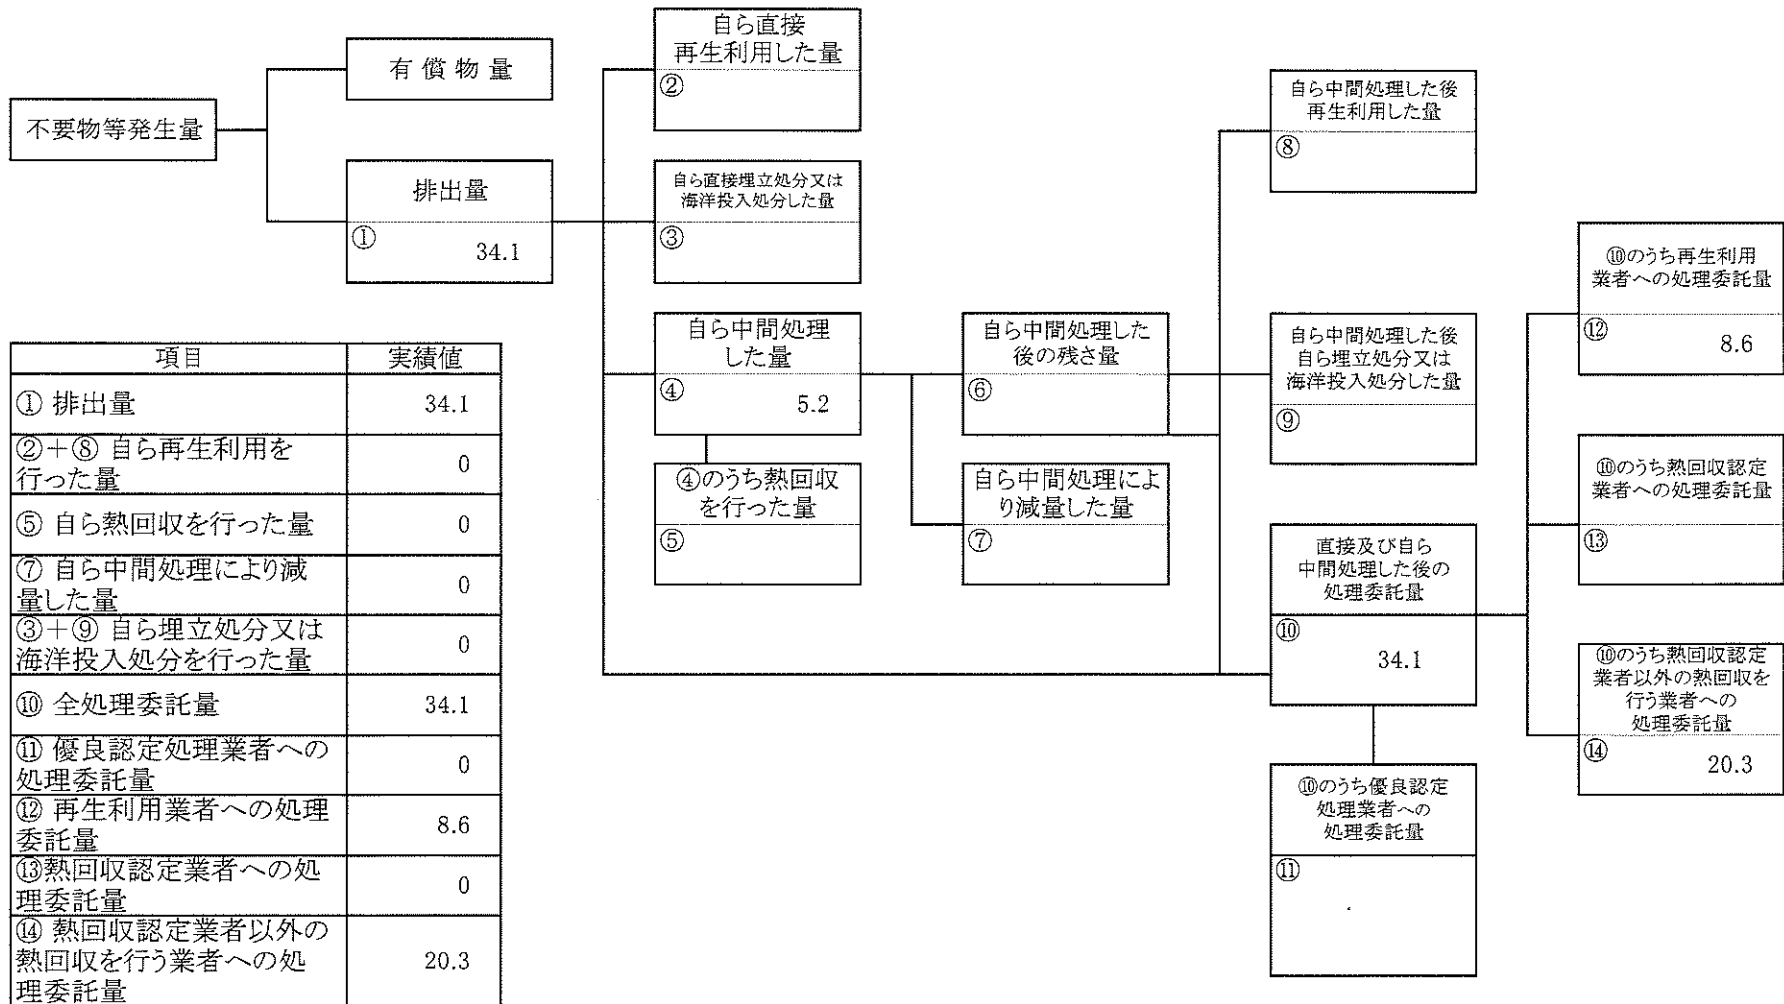 不要物等発生量
有償物量
排出量
①
34.1
自ら直接
再生利用した量
②
自ら直接埋立処分又は
海洋投入処分した量
③
自ら中間処理
した量
④
5.2
④のうち熱回収
を行った量
⑤
自ら中間処理した
後の残さ量
⑥
自ら中間処理によ
り減量した量
⑦
自ら中間処理した後
再生利用した量
⑧
自ら中間処理した後
自ら埋立処分又は
海洋投入処分した量
⑨
直接及び自ら
中間処理した後の
処理委託量
⑩
34.1
⑩のうち優良認定
処理業者への
処理委託量
⑪
⑩のうち再生利用
業者への処理委託量
⑫
8.6
⑩のうち熱回収認定
業者への処理委託量
⑬
⑩のうち熱回収認定
業者以外の熱回収を
行う業者への
処理委託量
⑭
20.3
項目 実績値
① 排出量 34.1
②＋⑧ 自ら再生利用を
行った量 0
⑤ 自ら熱回収を行った量 0
⑦ 自ら中間処理により減
量した量 0
③＋⑨ 自ら埋立処分又は
海洋投入処分を行った量 0
⑩ 全処理委託量 34.1
⑪ 優良認定処理業者への
処理委託量 0
⑫ 再生利用業者への処理
委託量 8.6
⑬熱回収認定業者への処
理委託量 0
⑭ 熱回収認定業者以外の
熱回収を行う業者への処
理委託量 20.3